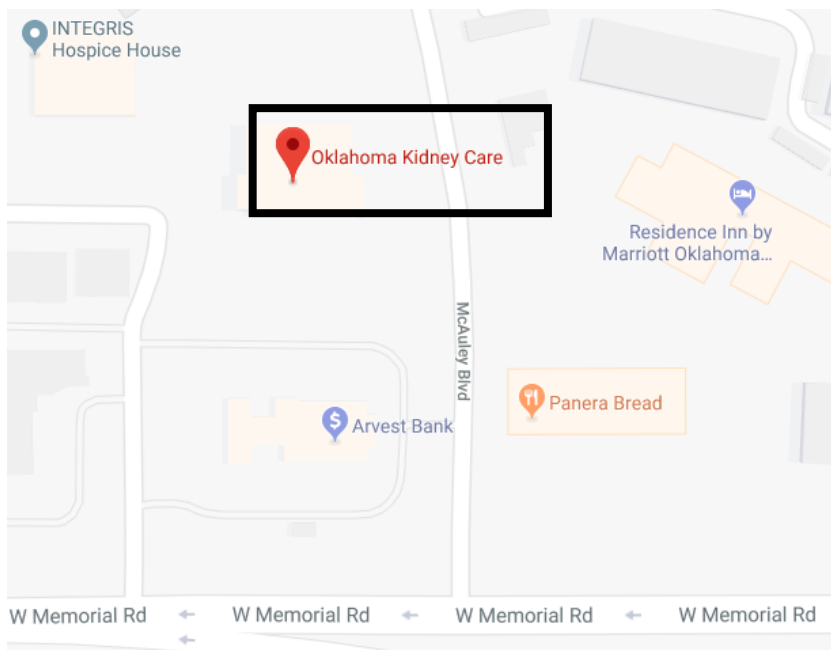 INTEGRIS
Hospice House
Oklahoma Kidney Care
Residence Inn by
Marriott Oklahoma...
McAuley Blvd
Panera Bread
$ Arvest Bank
W Memorial Rd
W Memorial Rd
W Memorial Rd
W Memorial Rd